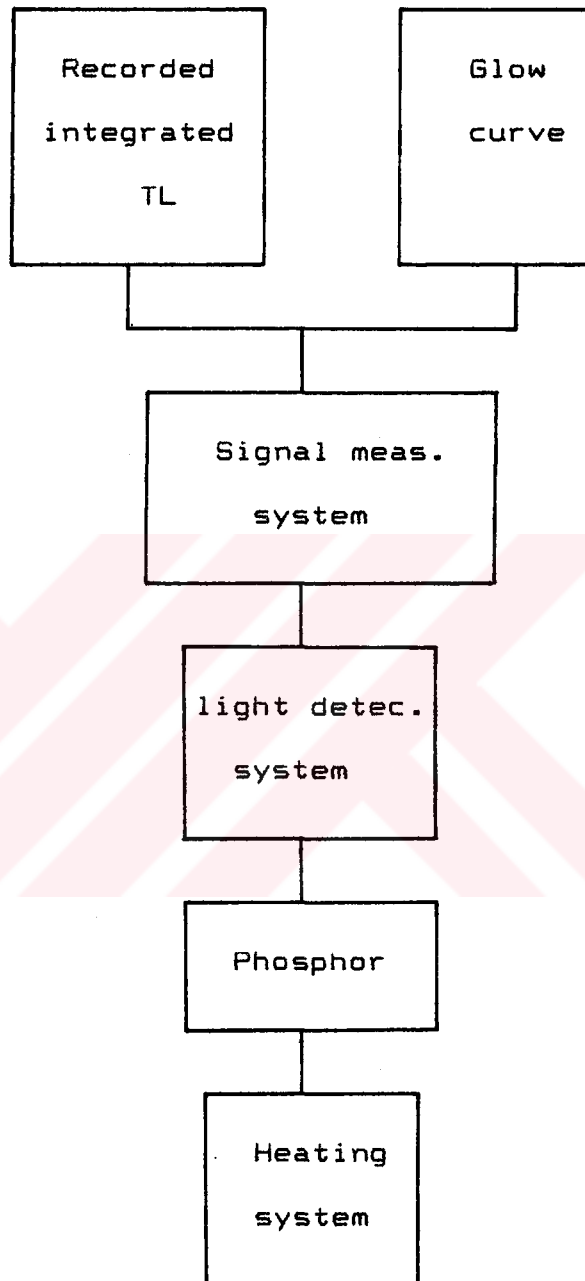 Recorded
integrated
TL
Glow
curve
Signal meas.
system
light detec.
system
Phosphor
Heating
system